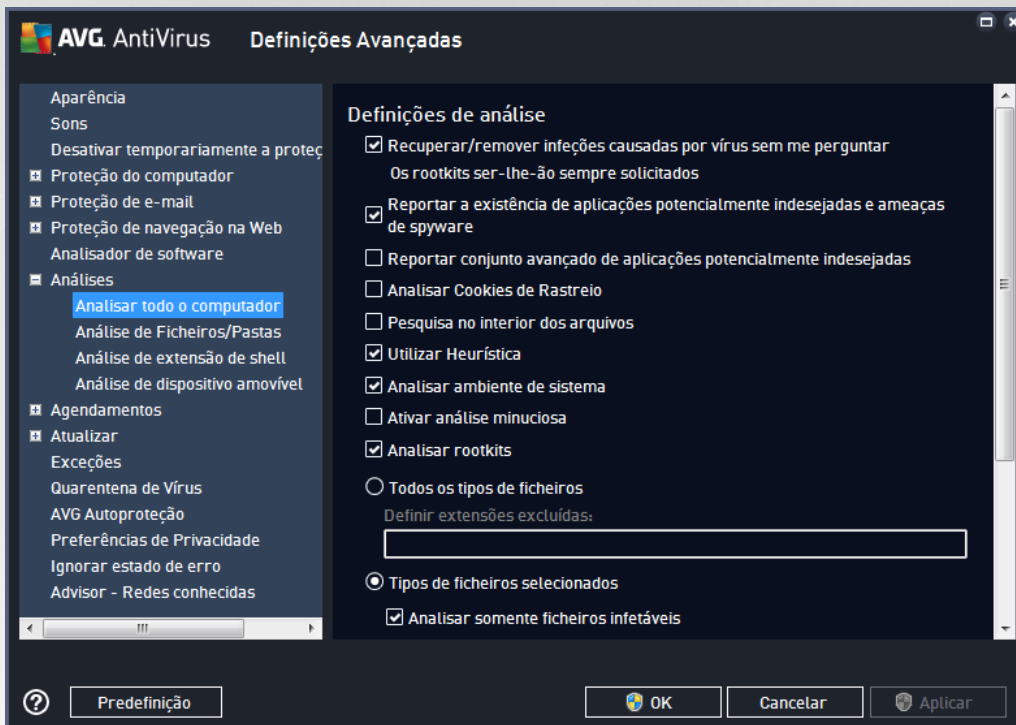 AVG. AntiVirus
Definições Avançadas
Aparência
Sons
Desativar temporariamente a proteç
Proteção do computador
Proteção de e-mail
Proteção de navegação na Web
Analisador de software
Análises
Analisar todo o computador
Análise de Ficheiros/Pastas
Análise de extensão de shell
Análise de dispositivo amovível
Agendamentos
Atualizar
Exceções
Quarentena de Vírus
AVG Autoproteção
Preferências de Privacidade
Ignorar estado de erro
Advisor - Redes conhecidas
Definições de análise
Recuperar/remover infeções causadas por vírus sem me perguntar
Os rootkits ser-lhe-ão sempre solicitados
Reportar a existência de aplicações potencialmente indesejadas e ameaças
de spyware
Reportar conjunto avançado de aplicações potencialmente indesejadas
Analisar Cookies de Rastreio
Pesquisa no interior dos arquivos
Utilizar Heurística
Analisar ambiente de sistema
Ativar análise minuciosa
Analisar rootkits
Todos os tipos de ficheiros
Definir extensões excluídas:
Tipos de ficheiros selecionados
Analisar somente ficheiros infetáveis
Predefinição
OK
Cancelar
Aplicar